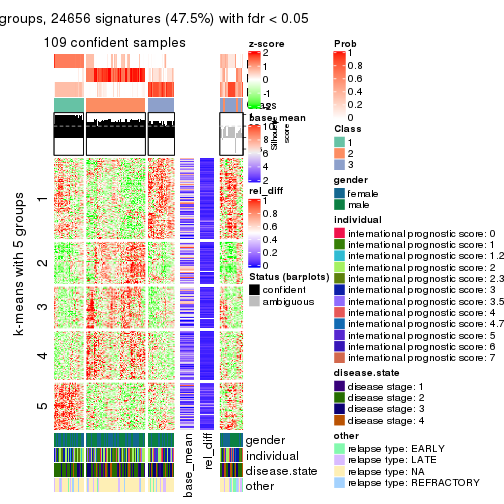 groups, 24656 signatures (47.5%) with fdr < 0.05
109 confident samples
k-means with 5 groups
1
2
3
4
5
gender
individual
disease.state
other
base_mean
rel_diff
z-score
2
1
0
-1
-2
Class
base_mean
10
8
6
4
2
Silhouette
score
rel_diff
1
0.8
0.6
0.4
0.2
0
Status (barplots)
confident
ambiguous
Prob
1
0.8
0.6
0.4
0.2
0
Class
1
2
3
gender
female
male
individual
international prognostic score: 0
international prognostic score: 1
international prognostic score: 1.2
international prognostic score: 2
international prognostic score: 2.3
international prognostic score: 3
international prognostic score: 3.5
international prognostic score: 4
international prognostic score: 4.7
international prognostic score: 5
international prognostic score: 6
international prognostic score: 7
disease.state
disease stage: 1
disease stage: 2
disease stage: 3
disease stage: 4
other
relapse type: EARLY
relapse type: LATE
relapse type: NA
relapse type: REFRACTORY